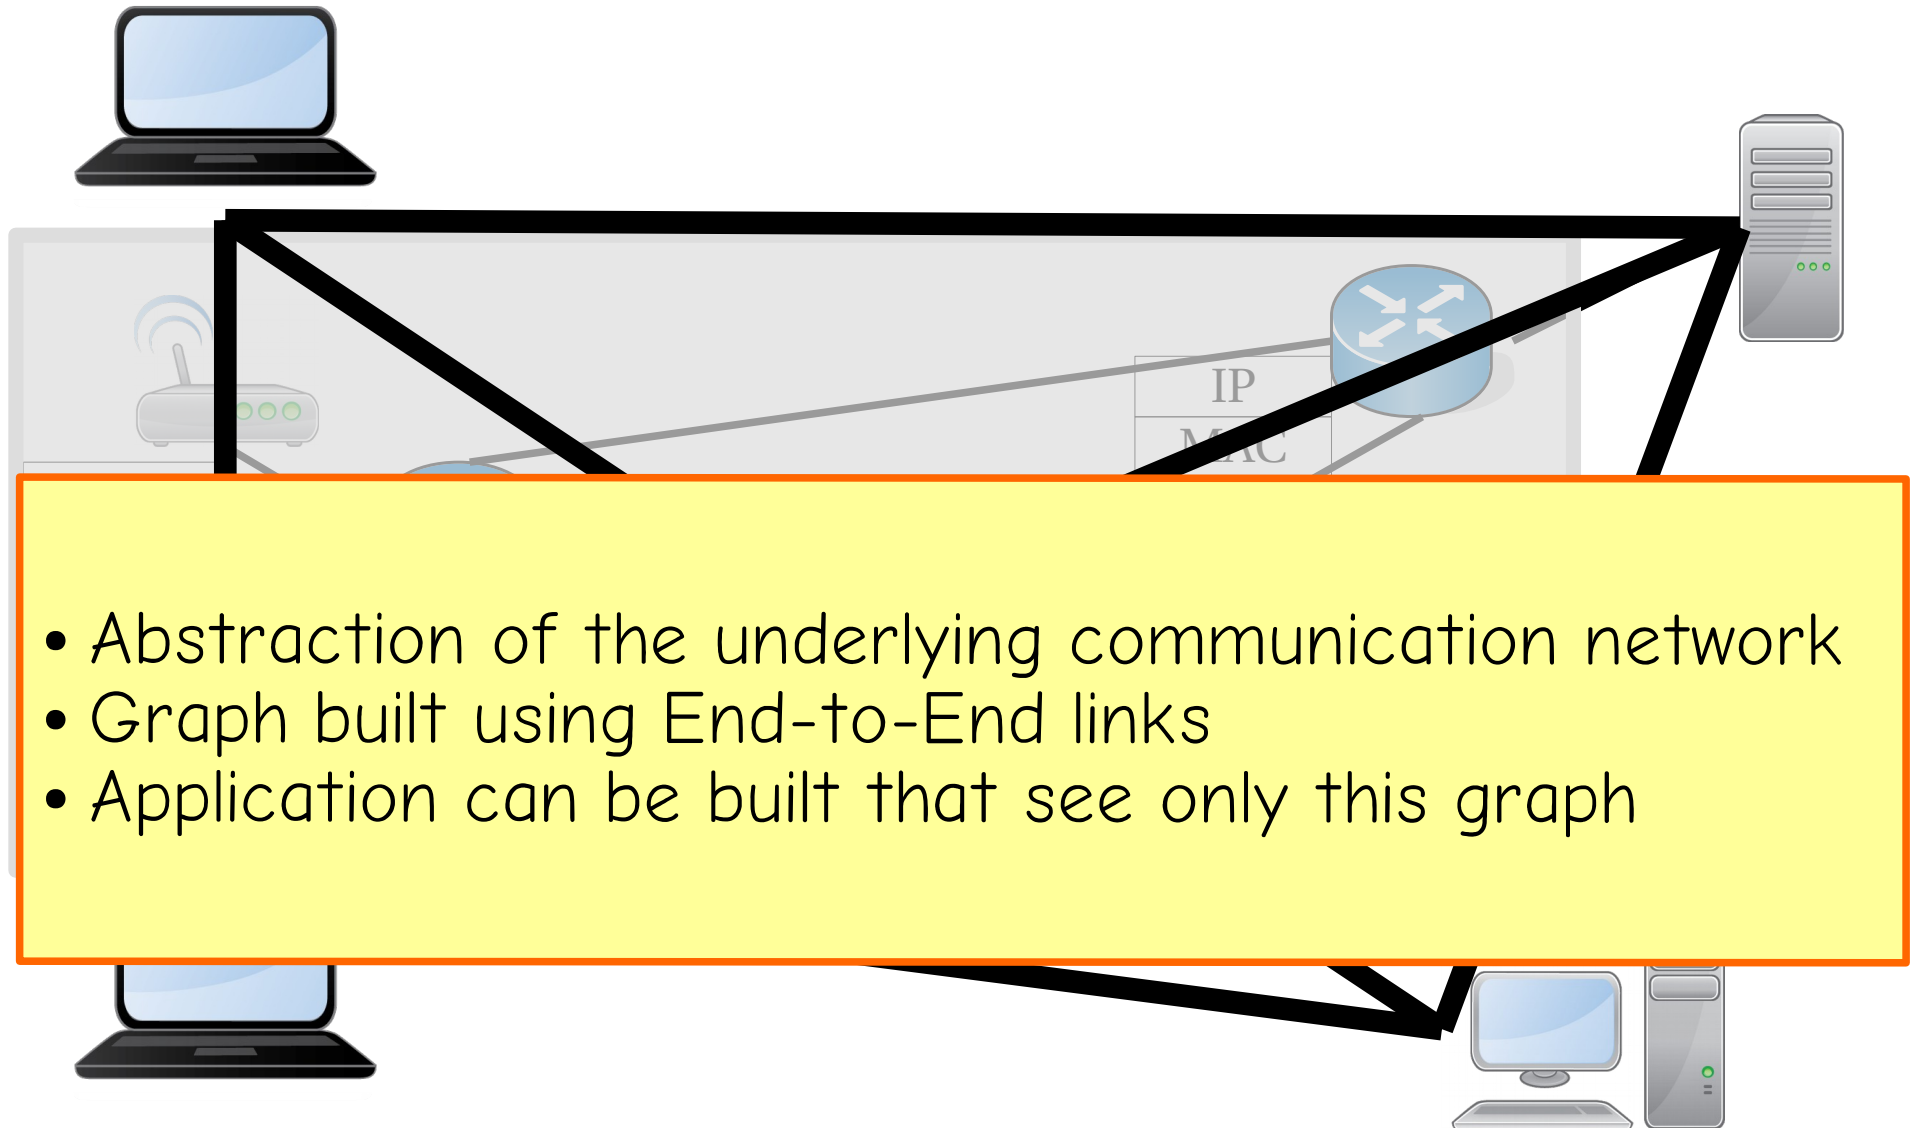 IP
MAC
• Abstraction of the underlying communication network
• Graph built using End-to-End links
• Application can be built that see only this graph